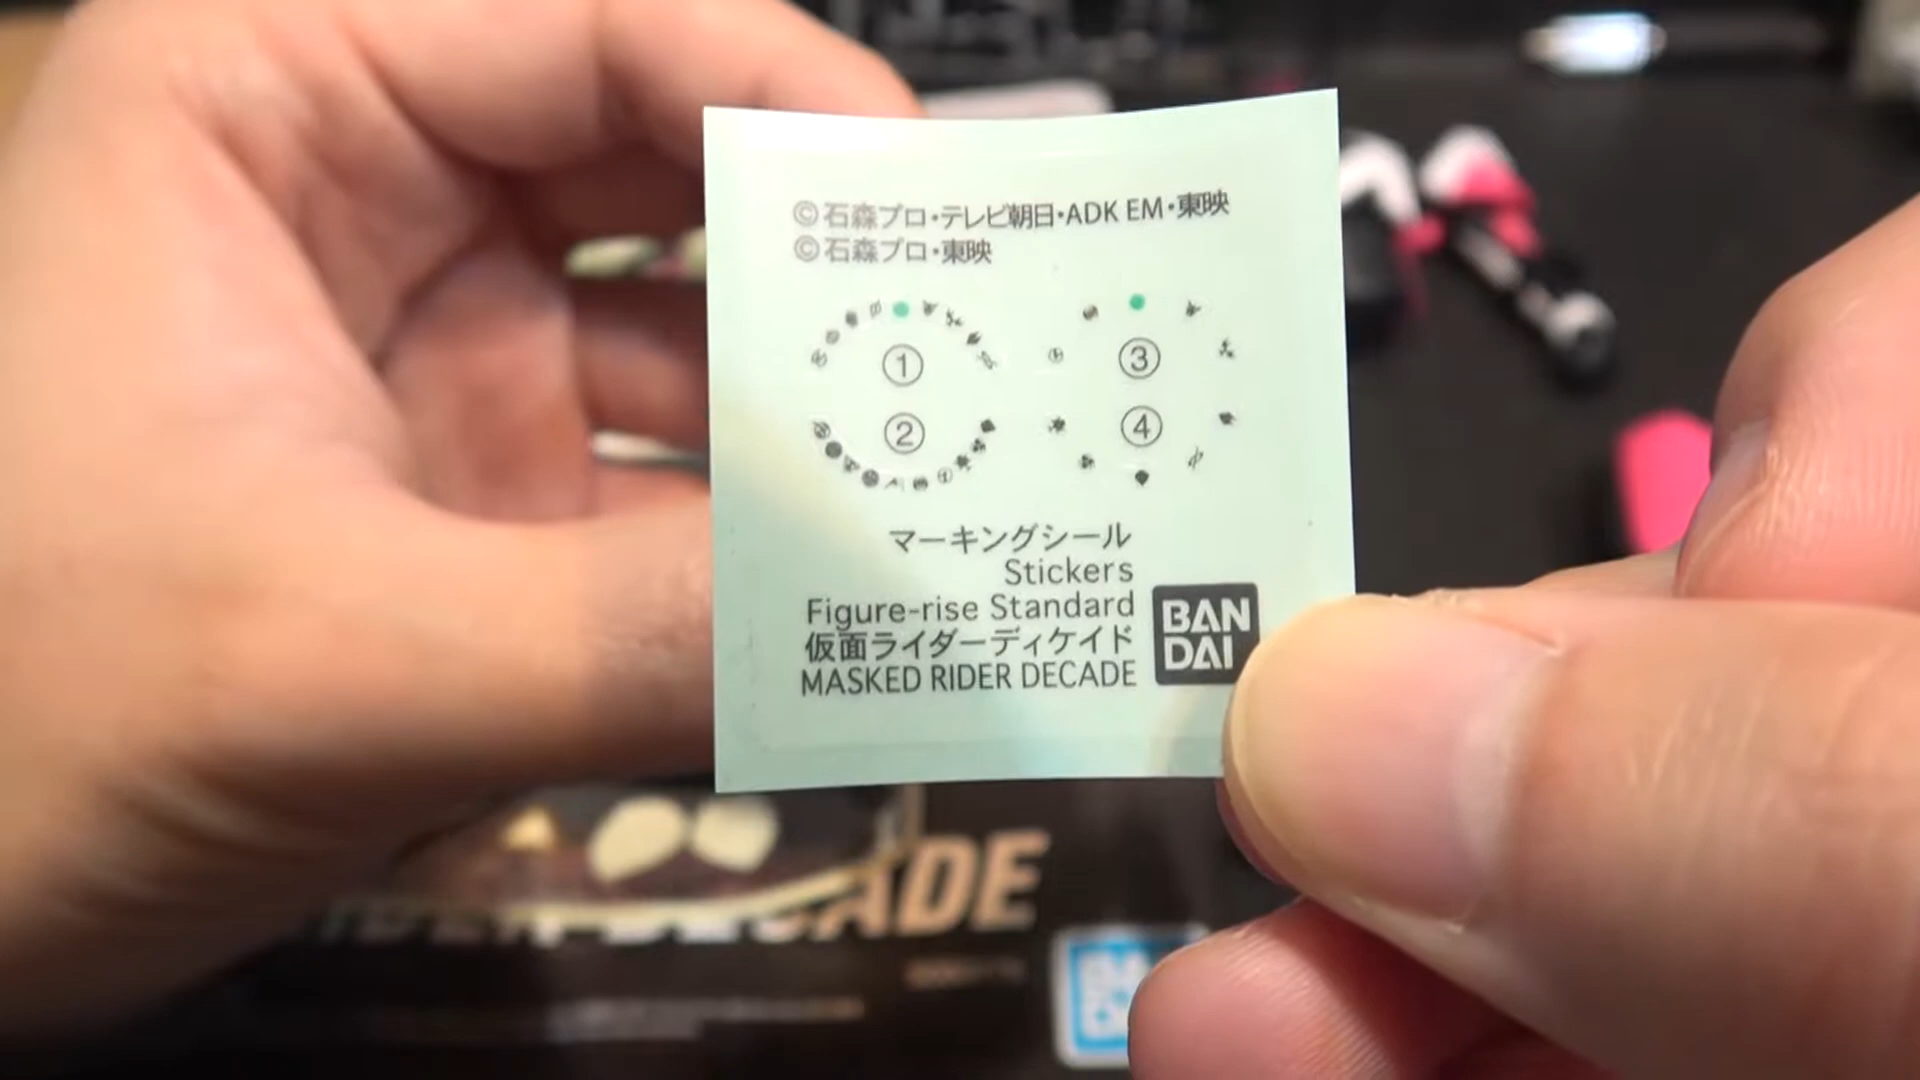 ©石森プロ・テレビ朝日・ADK EM・東映
©石森プロ・東映
① ③
② ④
マーキングシール
Stickers
Figure-rise Standard
仮面ライダーディケイド
MASKED RIDER DECADE
BAN
DAI
ADE